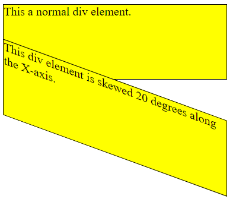 This a normal div element.
This div element is skewed 20 degrees along
the X-axis.